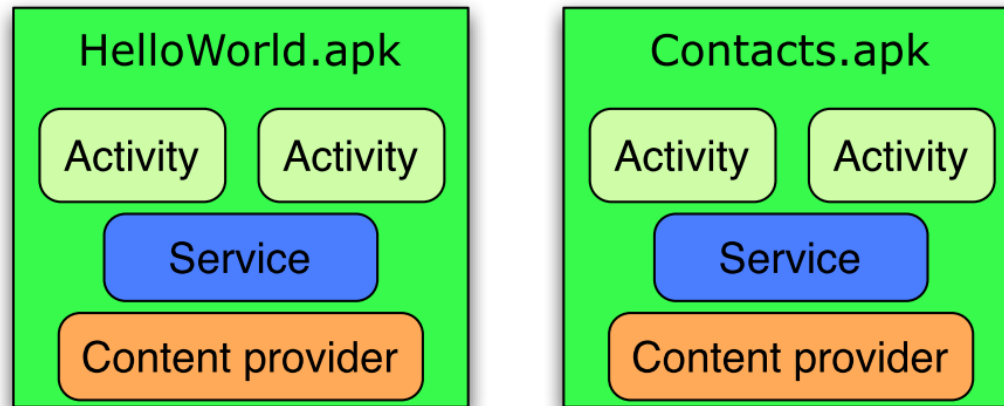 HelloWorld.apk
Activity
Activity
Service
Content provider
Contacts.apk
Activity
Activity
Service
Content provider